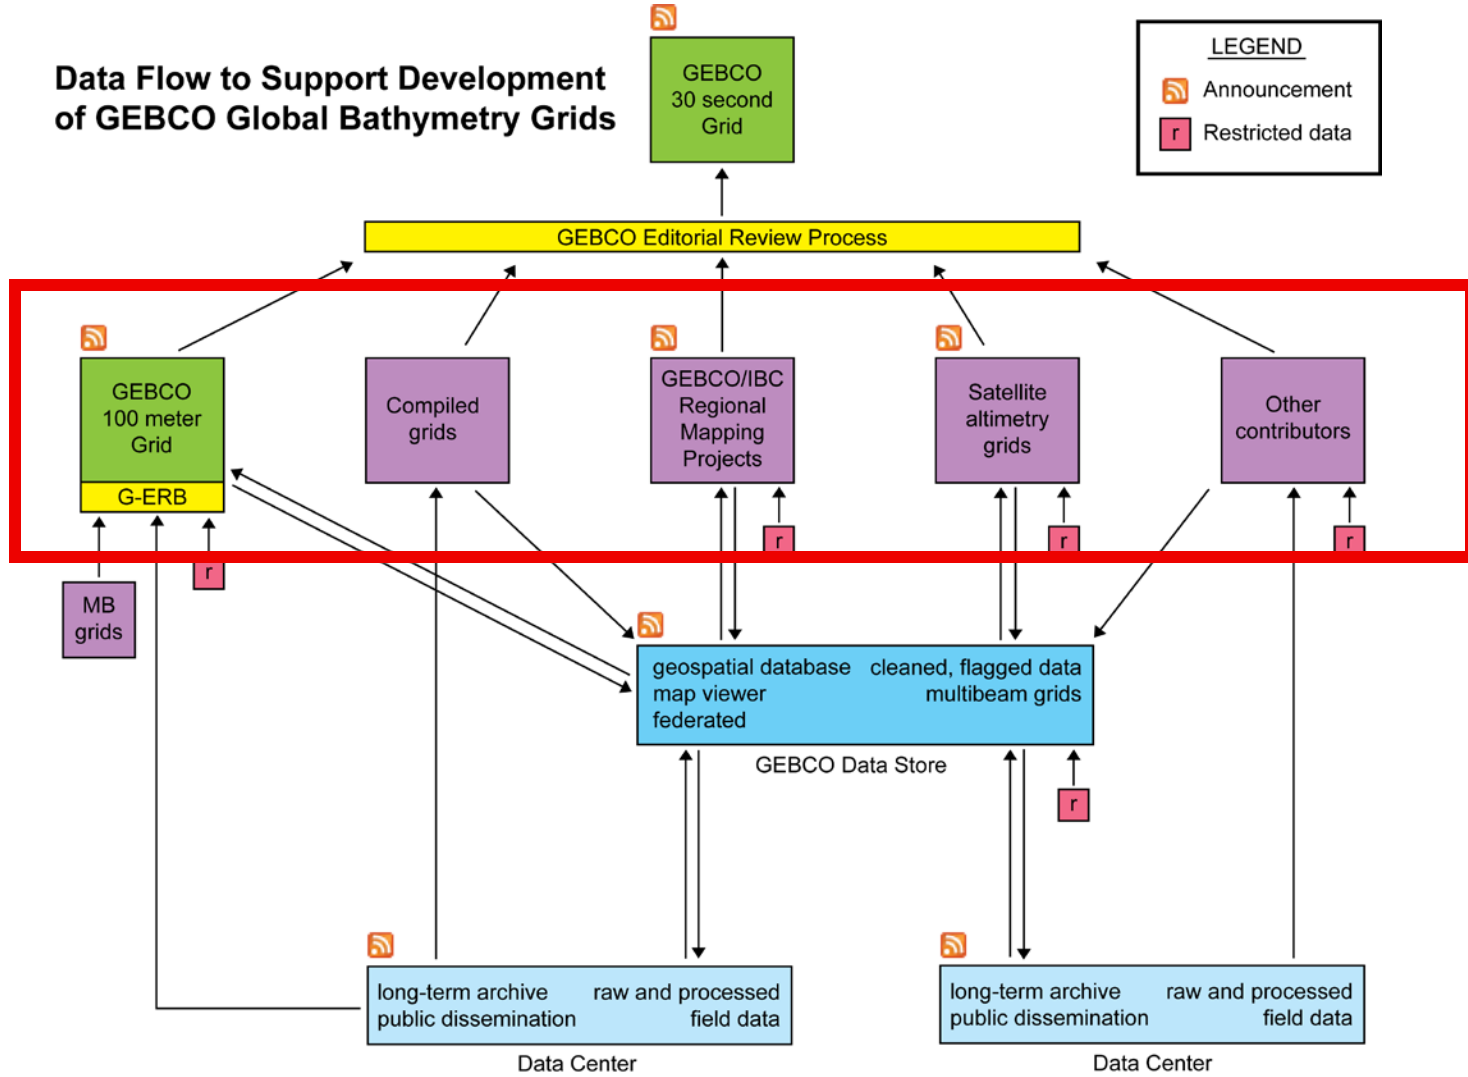 Data Flow to Support Development
of GEBCO Global Bathymetry Grids
GEBCO
30 second
Grid
LEGEND
Announcement
r Restricted data
GEBCO Editorial Review Process
GEBCO
100 meter
Grid
G-ERB
Compiled
grids
GEBCO/IBC
Regional
Mapping
Projects
Satellite
altimetry
grids
Other
contributors
r
r
r
r
MB
grids
geospatial database
map viewer
federated
cleaned, flagged data
multibeam grids
GEBCO Data Store
r
long-term archive
public dissemination
raw and processed
field data
Data Center
long-term archive
public dissemination
raw and processed
field data
Data Center